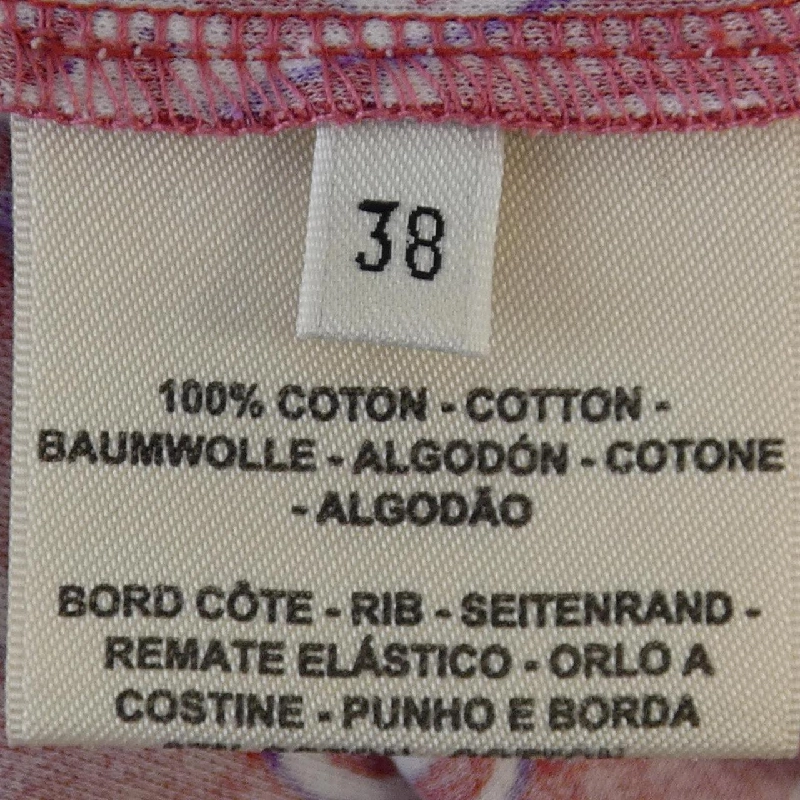 38
100% COTON - COTTON -
BAUMWOLLE - ALGODÓN - COTONE
- ALGODÃO
BORD CÔTE - RIB - SEITENRAND -
REMATE ELÁSTICO - ORLO A
COSTINE - PUNHO E BORDA